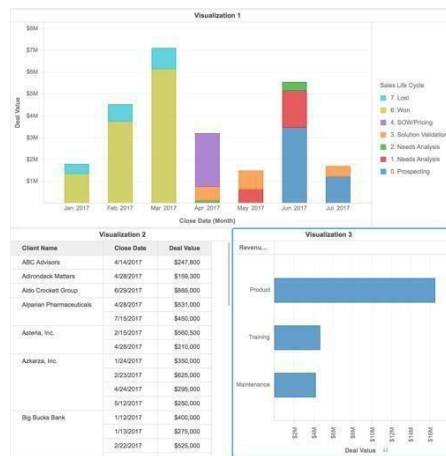 Visualization 1
$8M
$7M
$6M
$5M
$4M
$3M
$2M
$1M
Deal Value
Jan 2017 Feb 2017 Mar 2017 Apr 2017 May 2017 Jun 2017 Jul 2017
Close Date (Month)
Sales Life Cycle
7. Lost
6. Won
4. SOW/Pricing
3. Solution Validation
2. Needs Analysis
1. Needs Analysis
0. Prospecting
Visualization 2
Client Name Close Date Deal Value
ABC Advisors 4/14/2017 $247,800
Adirondack Matters 4/28/2017 $159,300
Aldo Crockett Group 6/29/2017 $885,000
Alparian Pharmaceuticals 4/28/2017 $531,000
7/15/2017 $450,000
Asteria, Inc. 2/15/2017 $560,500
4/28/2017 $210,000
Azkarza, Inc. 1/24/2017 $350,000
2/23/2017 $625,000
4/24/2017 $295,000
5/12/2017 $250,000
Big Bucks Bank 1/12/2017 $400,000
1/13/2017 $275,000
2/22/2017 $525,000
Visualization 3
Revenu...
Product
Training
Maintenance
$2M $4M $6M $8M $10M $12M $14M $16M
Deal Value